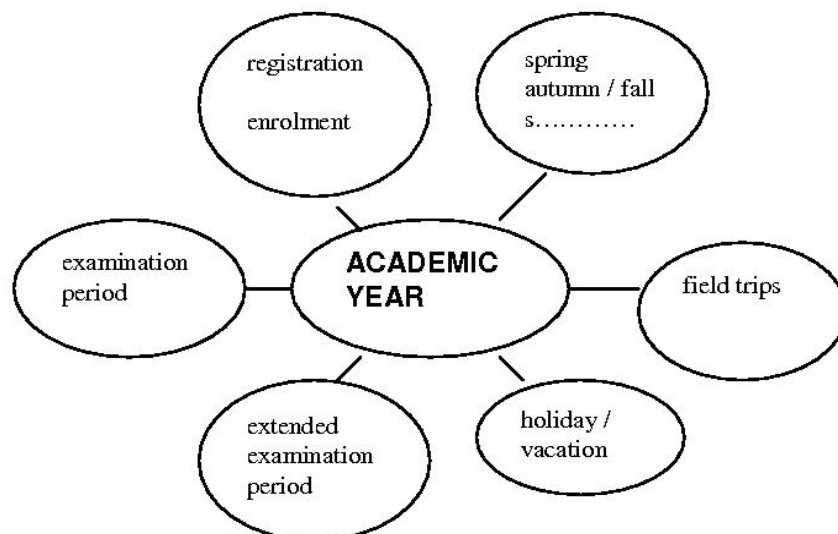 registration
enrolment
spring
autumn / fall
s…………
examination
period
ACADEMIC
YEAR
field trips
extended
examination
period
holiday /
vacation